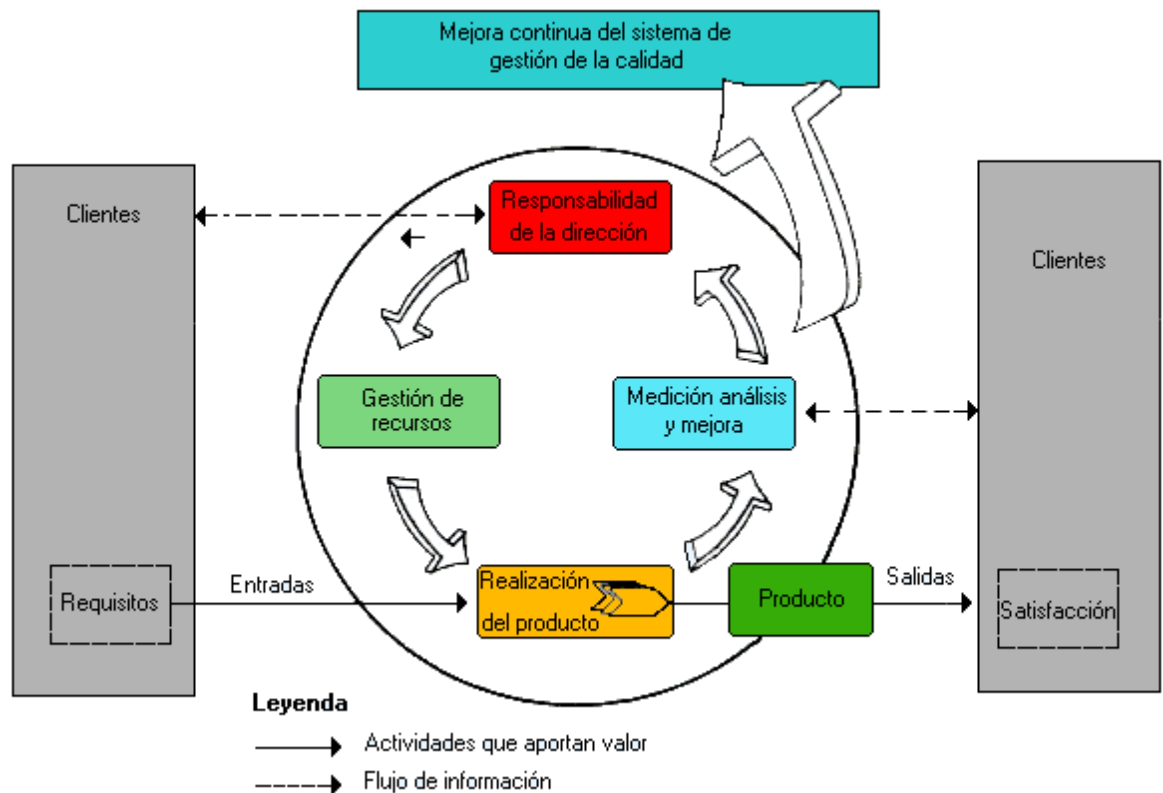 Mejora continua del sistema de
gestión de la calidad
Clientes
Responsabilidad
de la dirección
Clientes
Gestión de
recursos
Medición análisis
y mejora
Requisitos
Entradas
Realización
del producto
Producto
Salidas
Satisfacción
Leyenda
Actividades que aportan valor
Flujo de información